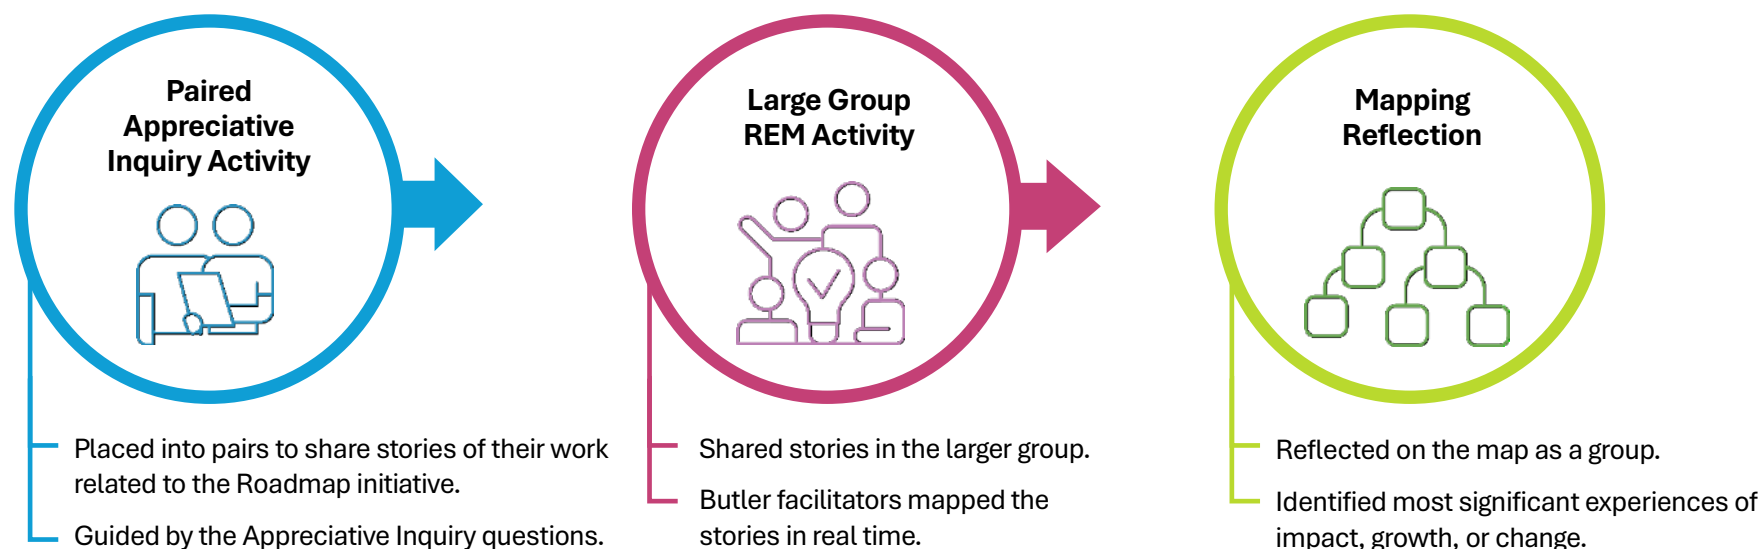 Paired
Appreciative
Inquiry Activity
Placed into pairs to share stories of their work
related to the Roadmap initiative.
Guided by the Appreciative Inquiry questions.
Large Group
REM Activity
Shared stories in the larger group.
Butler facilitators mapped the
stories in real time.
Mapping
Reflection
Reflected on the map as a group.
Identified most significant experiences of
impact, growth, or change.